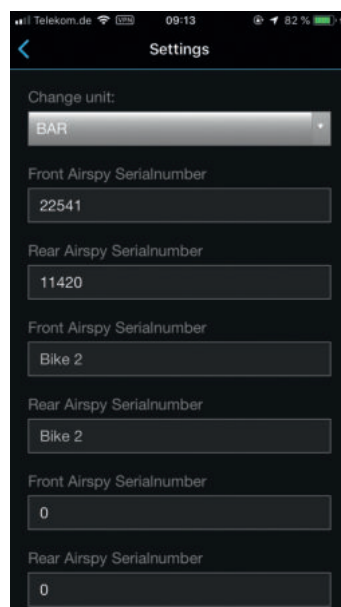 Telekom.de VPN 09:13 82 %
Settings
Change unit:
BAR
Front Airspy Serialnumber
22541
Rear Airspy Serialnumber
11420
Front Airspy Serialnumber
Bike 2
Rear Airspy Serialnumber
Bike 2
Front Airspy Serialnumber
0
Rear Airspy Serialnumber
0